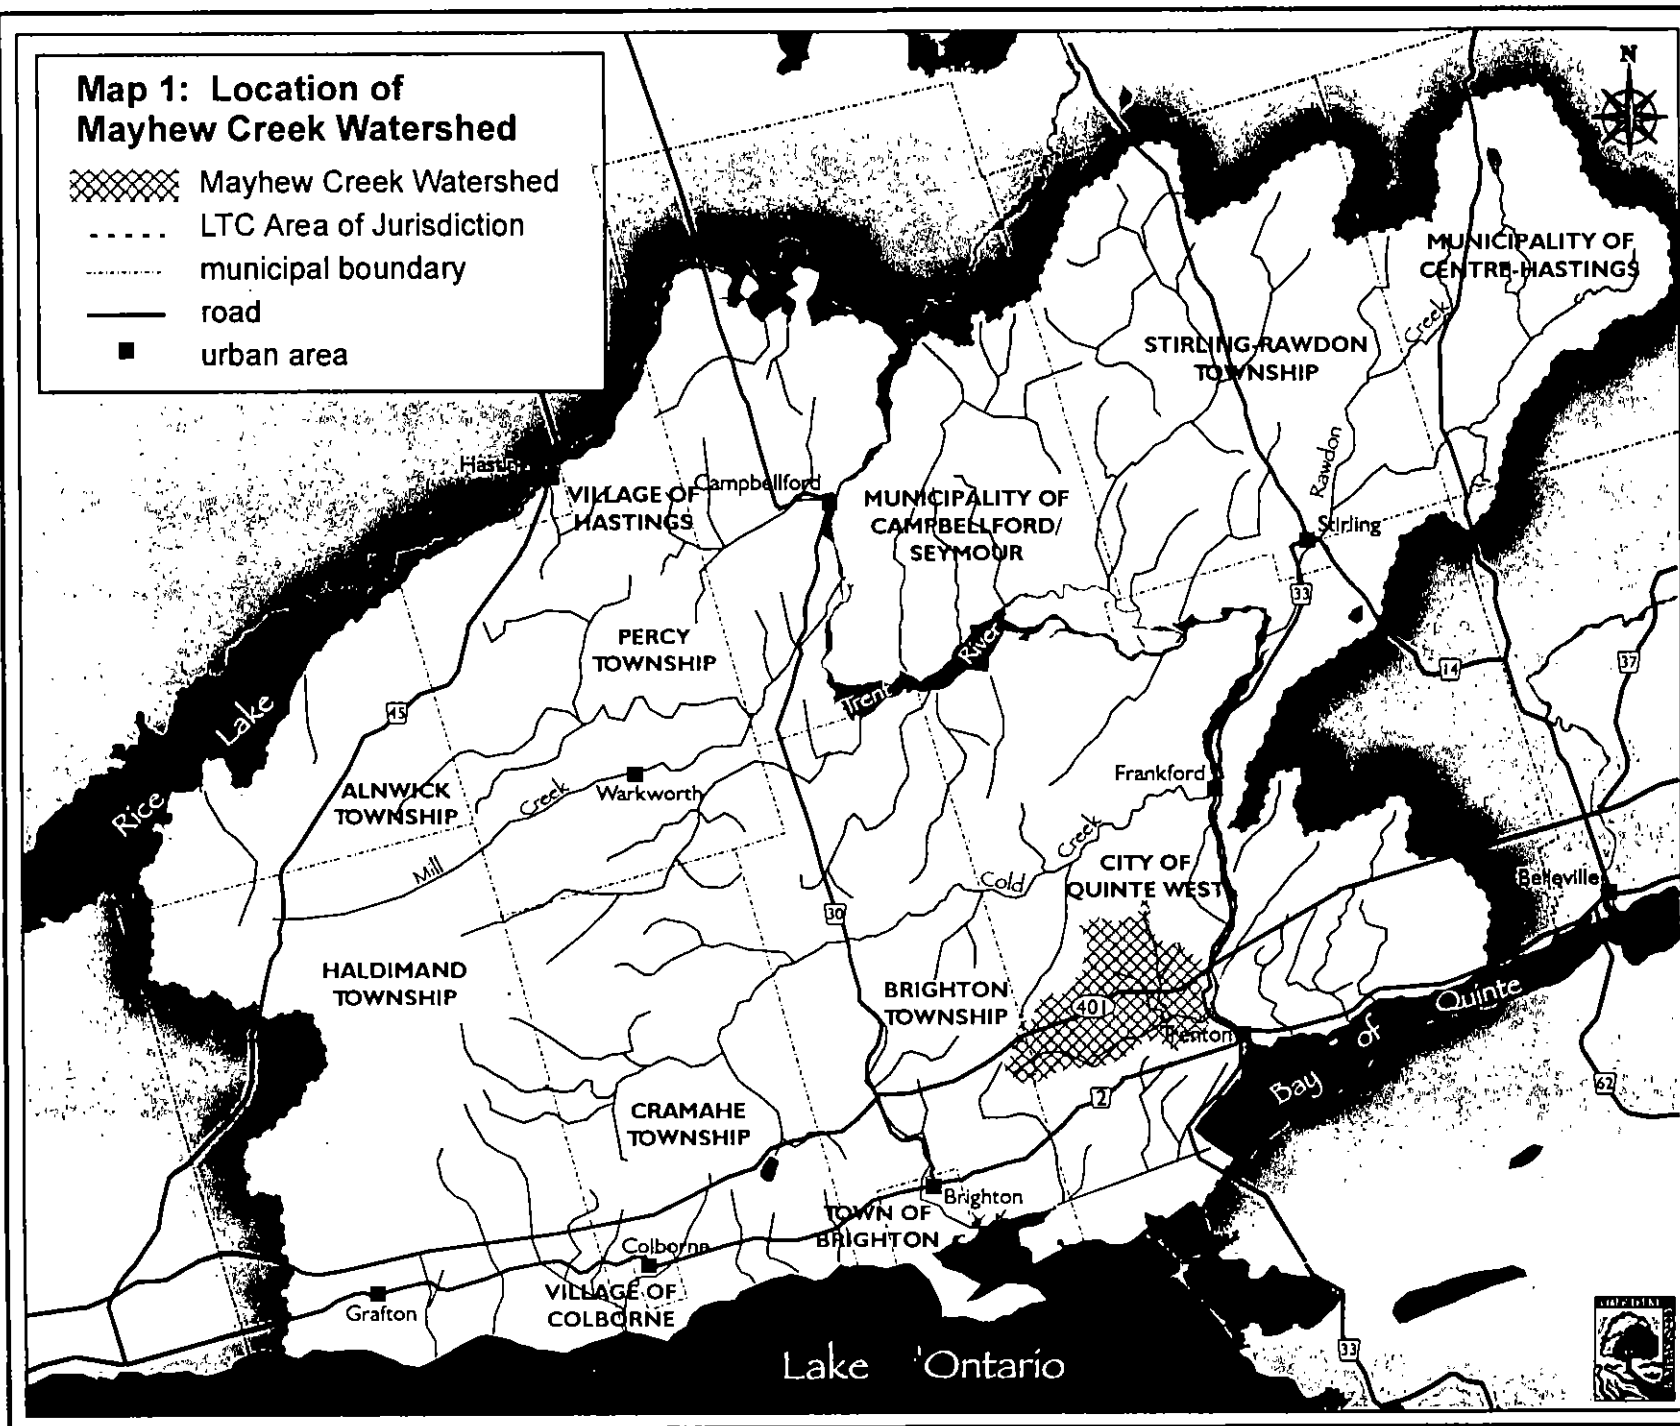 Map 1: Location of
Mayhew Creek Watershed
Mayhew Creek Watershed
LTC Area of Jurisdiction
municipal boundary
road
urban area
N
MUNICIPALITY OF
CENTRE-HASTINGS
Creek
STIRLING-RAWDON
TOWNSHIP
Rawdon
Campbellford
VILLAGE OF
HASTINGS
MUNICIPALITY OF
CAMPBELLFORD/
SEYMOUR
Stirling
33
PERCY
TOWNSHIP
River
Trent
14
37
Lake
Rice
45
ALNWICK
TOWNSHIP
Creek
Mill
Warkworth
Frankford
Creek
Cold
CITY OF
QUINTE WEST
Belleville
30
HALDIMAND
TOWNSHIP
BRIGHTON
TOWNSHIP
401
Trenton
Quinte
of
Bay
62
2
CRAMAHE
TOWNSHIP
Brighton
TOWN OF
BRIGHTON
Colborne
VILLAGE OF
COLBORNE
Grafton
Lake Ontario
33